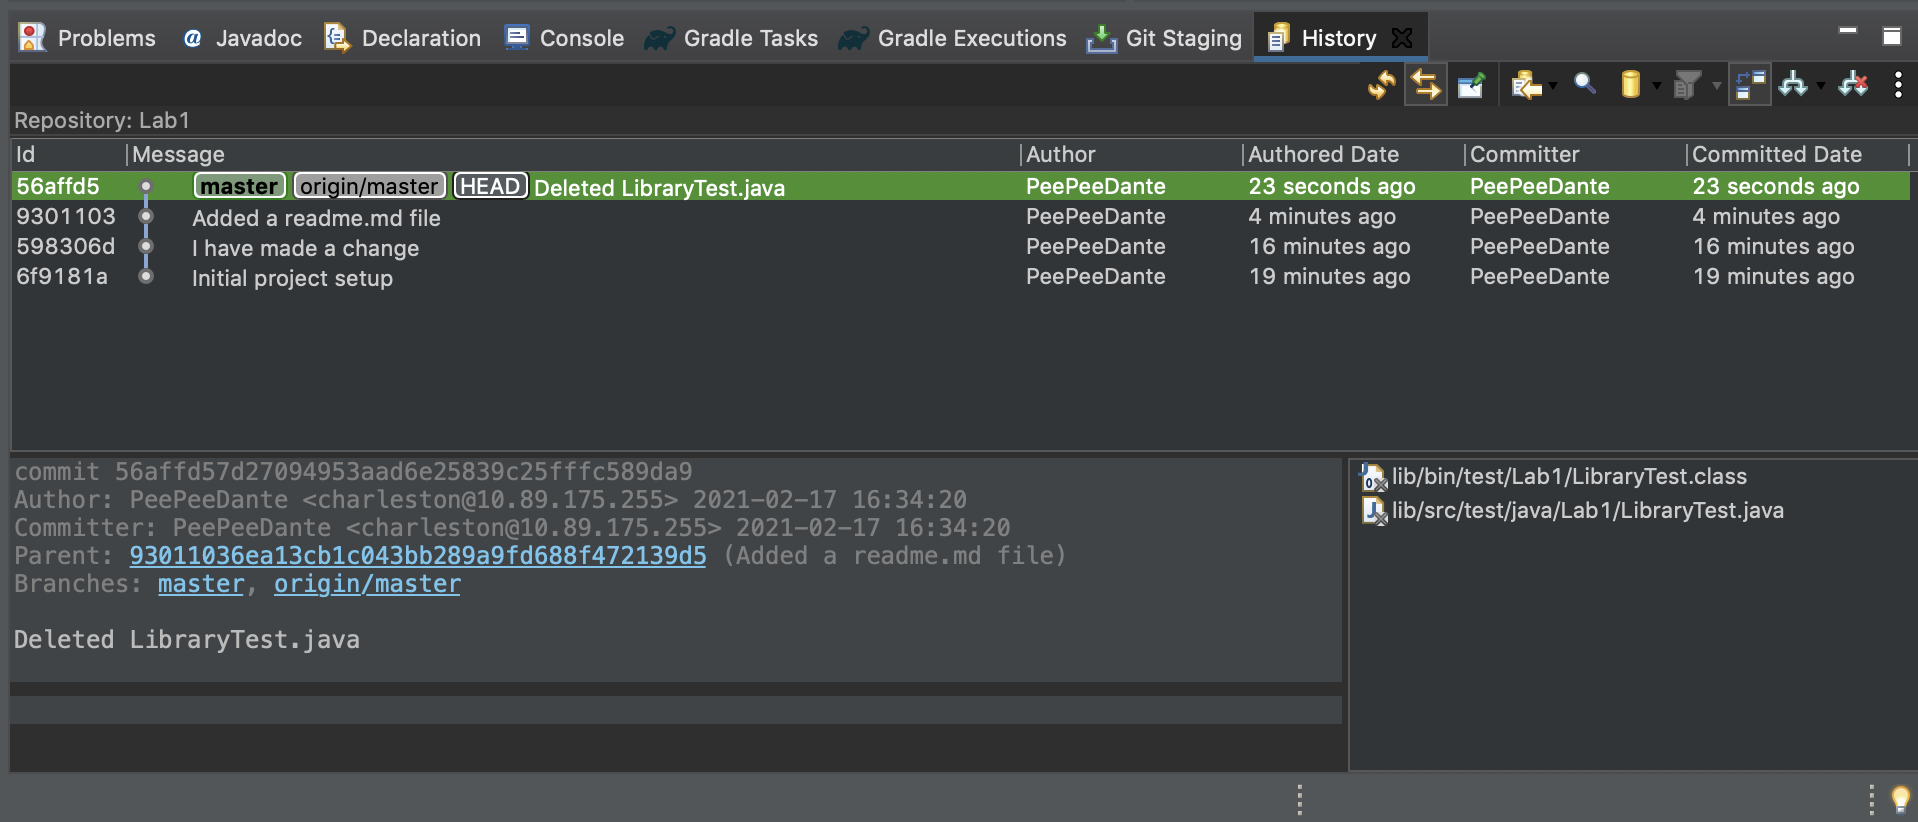 Problems @ Javadoc Declaration Console Gradle Tasks Gradle Executions Git Staging History
Repository: Lab1
Id Message Author Authored Date Committer Committed Date
56affd5 master origin/master HEAD Deleted LibraryTest.java PeePeeDante 23 seconds ago PeePeeDante 23 seconds ago
9301103 Added a readme.md file PeePeeDante 4 minutes ago PeePeeDante 4 minutes ago
598306d I have made a change PeePeeDante 16 minutes ago PeePeeDante 16 minutes ago
6f9181a Initial project setup PeePeeDante 19 minutes ago PeePeeDante 19 minutes ago
commit 56affd57d27094953aad6e25839c25fffc589da9
Author: PeePeeDante <charleston@10.89.175.255> 2021-02-17 16:34:20
Committer: PeePeeDante <charleston@10.89.175.255> 2021-02-17 16:34:20
Parent: 93011036ea13cb1c043bb289a9fd688f472139d5 (Added a readme.md file)
Branches: master, origin/master
Deleted LibraryTest.java
lib/bin/test/Lab1/LibraryTest.class
lib/src/test/java/Lab1/LibraryTest.java